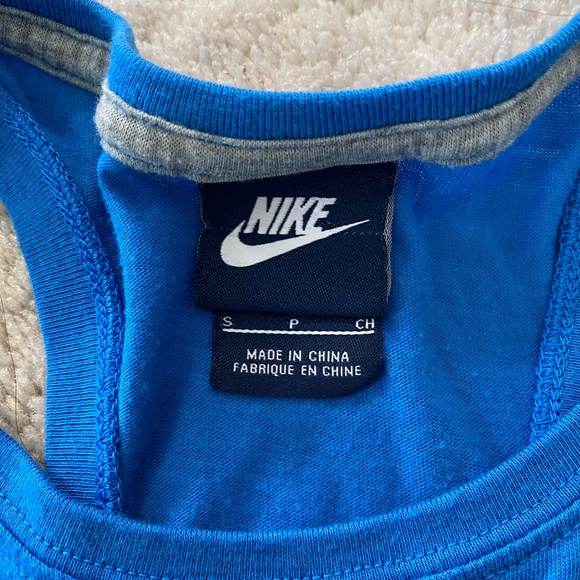 NIKE
S P CH
MADE IN CHINA
FABRIQUE EN CHINE